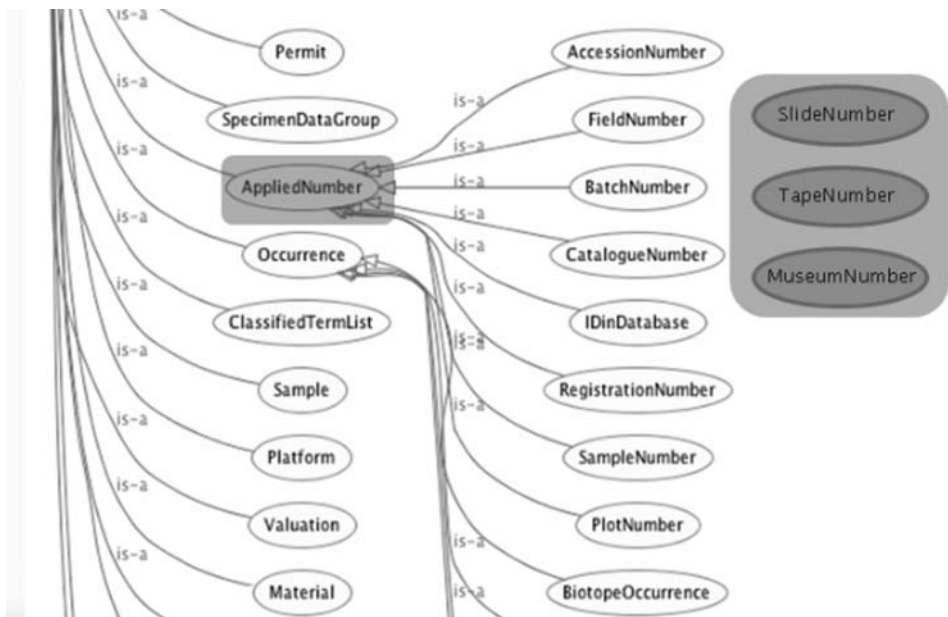 is-a
Permit
AccessionNumber
is-a
is-a
SpecimenDataGroup
FieldNumber
SlideNumber
is-a
is-a
AppliedNumber
BatchNumber
TapeNumber
is-a
is-a
is-a
Occurrence
CatalogueNumber
MuseumNumber
is-a
is-a
ClassifiedTermList
IDinDatabase
is-a
is-a
is-a
Sample
RegistrationNumber
is-a
is-a
Platform
SampleNumber
is-a
Valuation
PlotNumber
is-a
is-a
Material
BiotopeOccurrence
is-a